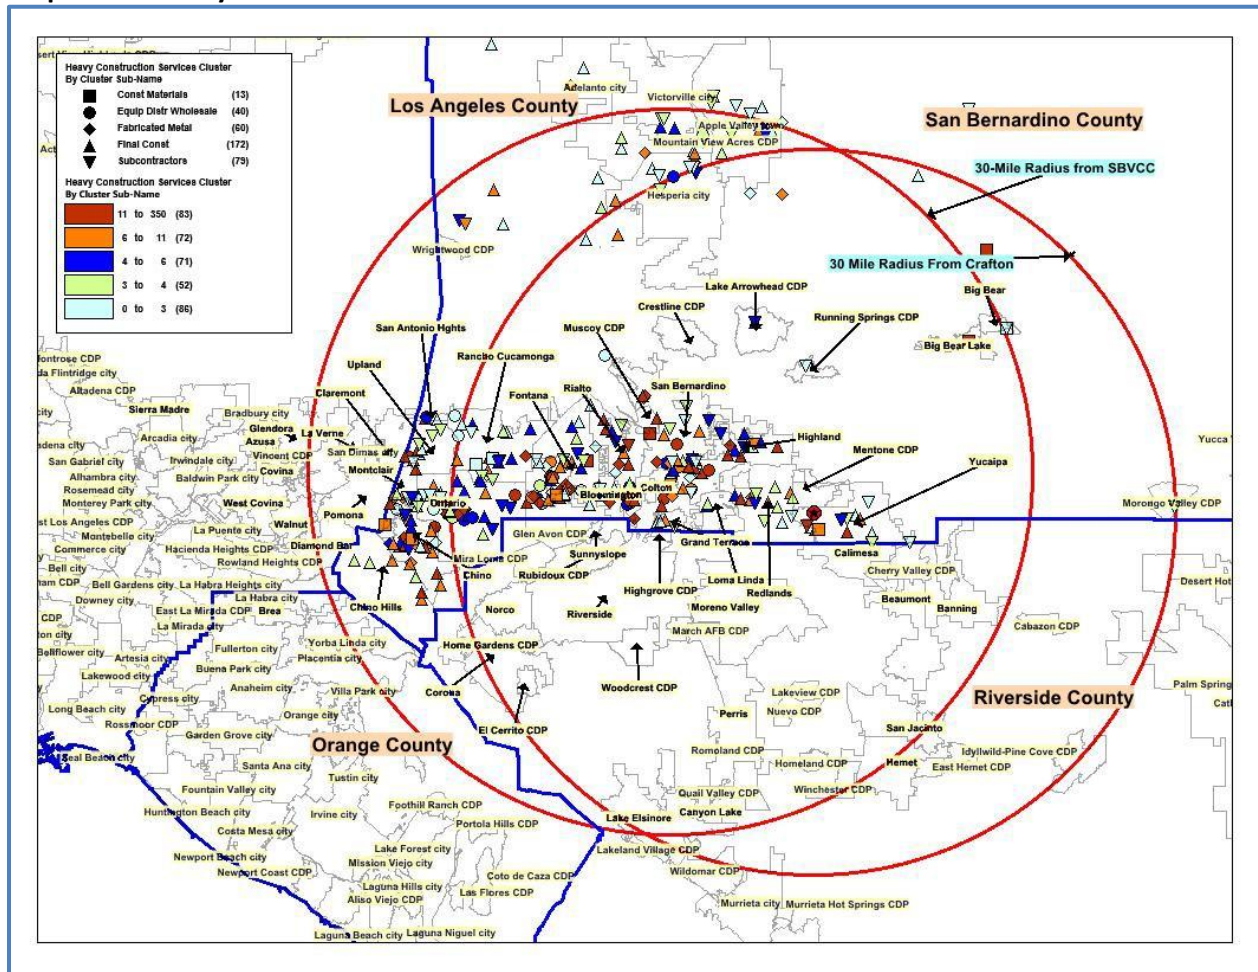 Heavy Construction Services Cluster
By Cluster Sub-Name
Const Materials (13)
Equip Distr Wholesale (40)
Fabricated Metal (60)
Final Const (172)
Subcontractors (79)
Heavy Construction Services Cluster
By Cluster Sub-Name
11 to 350 (83)
6 to 11 (72)
4 to 6 (71)
3 to 4 (52)
0 to 3 (86)
Los Angeles County
San Bernardino County
30-Mile Radius from SBVCC
30 Mile Radius From Crafton
Adelanto city
Victorville city
Apple Valley
Mountain View Acres CDP
Hesperia city
Wrightwood CDP
Lake Arrowhead CDP
Crestline CDP
Big Bear
Running Springs CDP
Big Bear Lake
San Antonio Hghts
Muscoy CDP
Rancho Cucamonga
Upland
Claremont
Fontana
Rialto
San Bernardino
Highland
Mentone CDP
Yucaipa
Montrose CDP
Flintridge city
Altadena CDP
Sierra Madre
Bradbury city
Glendora
La Verne
Azusa
Arcadia city
San Dimas city
Vincent CDP
San Gabriel city
Irwindale city
Covina
Montclair
Alhambra city
Baldwin Park city
Rosemead city
Monterey Park city
West Covina
Pomona
Ontario
Bloomington
Colton
Yucca
Morongo Valley CDP
st Los Angeles CDP
Walnut
La Puente city
Montebello city
Commerce city
Hacienda Heights CDP
Diamond Bar
Rowland Heights CDP
Glen Avon CDP
Mira Loma CDP
Sunnyslope
Grand Terrace
Calimesa
Bell city
Bell Gardens city
La Habra Heights city
Chino
Rubidoux CDP
Loma Linda
Redlands
Highgrove CDP
Cherry Valley CDP
Desert Hot
Downey city
La Habra city
East La Mirada CDP
Brea
Chino Hills
Norco
Riverside
Moreno Valley
Beaumont
Banning
La Mirada city
March AFB CDP
Cabazon CDP
Bellflower city
Artesia city
Fullerton city
Yorba Linda city
Placentia city
Home Gardens CDP
Lakewood city
Buena Park city
Corona
Woodcrest CDP
Palm Spring
Cypress city
Anaheim city
Villa Park city
Lakeview CDP
Riverside County
Long Beach city
Rossmoor CDP
Orange city
Perris
Nuevo CDP
Garden Grove city
El Cerrito CDP
San Jacinto
Orange County
Seal Beach city
Santa Ana city
Romoland CDP
Homeland CDP
Hemet
Idyllwild-Pine Cove CDP
East Hemet CDP
Tustin city
Fountain Valley city
Quail Valley CDP
Winchester CDP
Huntington Beach city
Irvine city
Foothill Ranch CDP
Portola Hills CDP
Lake Elsinore
Canyon Lake
Costa Mesa city
Newport Beach city
Lake Forest city
Mission Viejo city
Lakeland Village CDP
Newport Coast CDP
Coto de Caza CDP
Wildomar CDP
Laguna Hills city
Aliso Viejo CDP
Las Flores CDP
Murrieta city
Murrieta Hot Springs CDP
Laguna Beach city
Laguna Niguel city